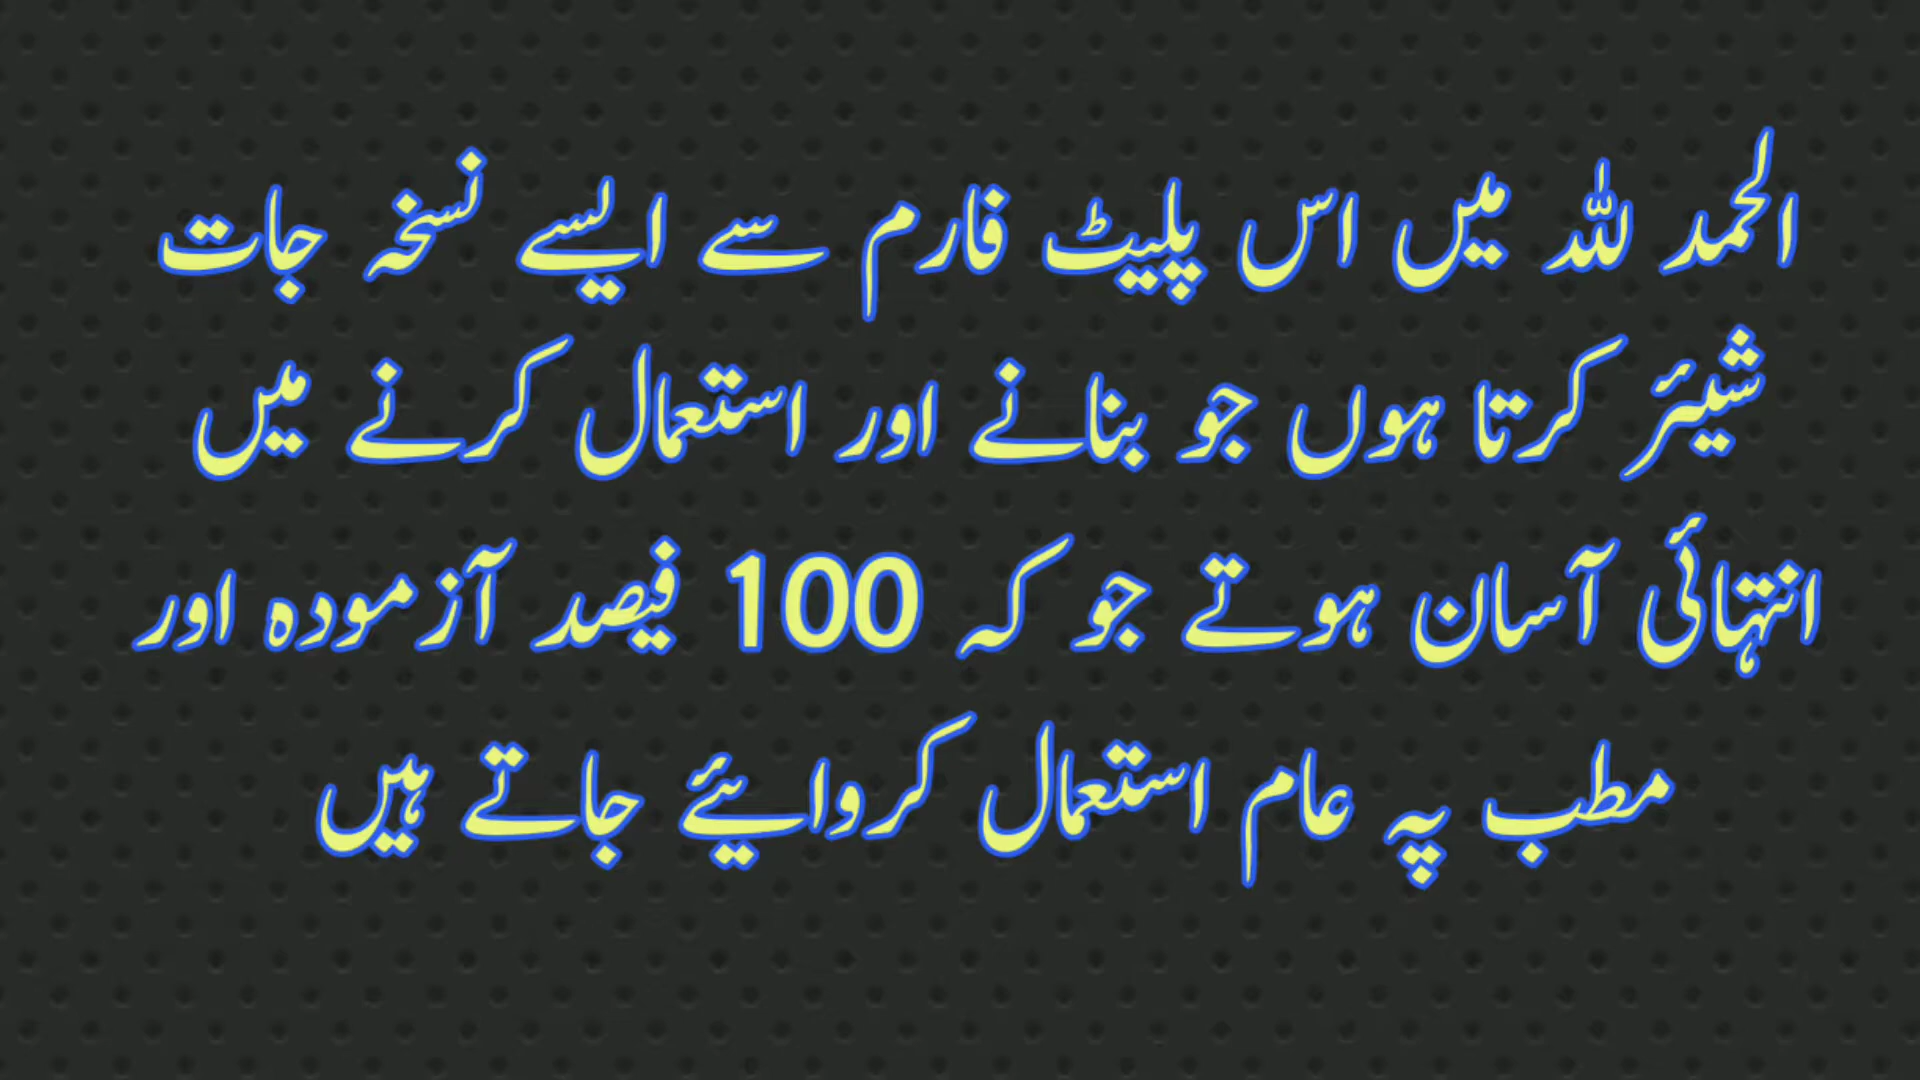 الحمد للہ میں اس پلیٹ فارم سے ایسے نسخہ جات
شیئر کرتا ہوں جو بنانے اور استعمال کرنے میں
انتہائی آسان ہوتے جو کہ 100 فیصد آزمودہ اور
مطب پہ عام استعمال کروایئے جاتے ہیں